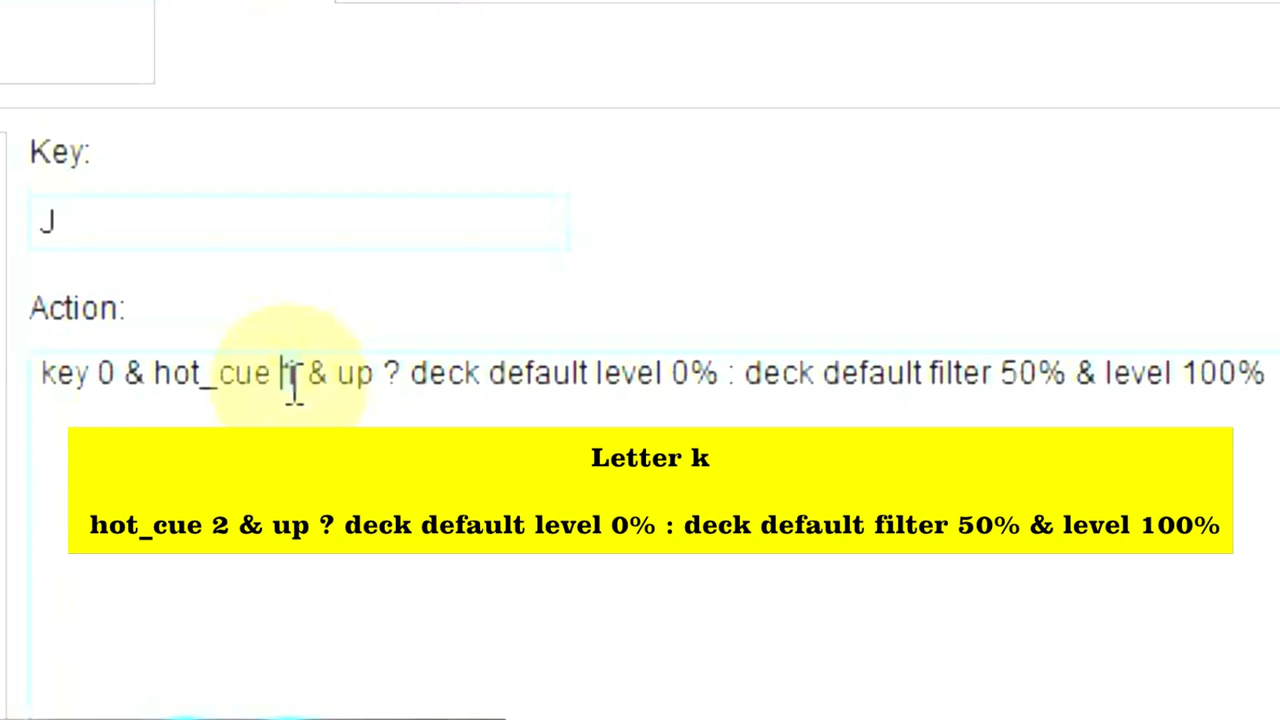 Key:
J
Action:
key 0 & hot_cue & up ? deck default level 0% : deck default filter 50% & level 100%
Letter k
hot_cue 2 & up ? deck default level 0% : deck default filter 50% & level 100%